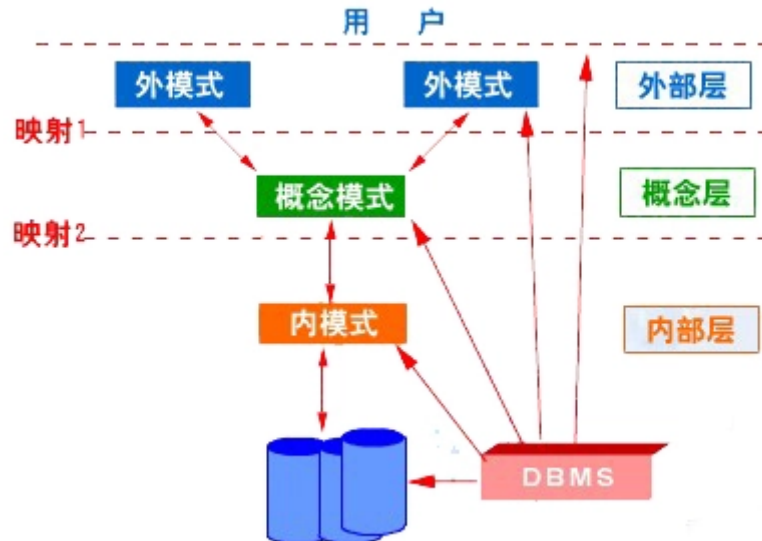 用 户
外模式 外模式 外部层
映射1
概念模式 概念层
映射2
内模式 内部层
DBMS